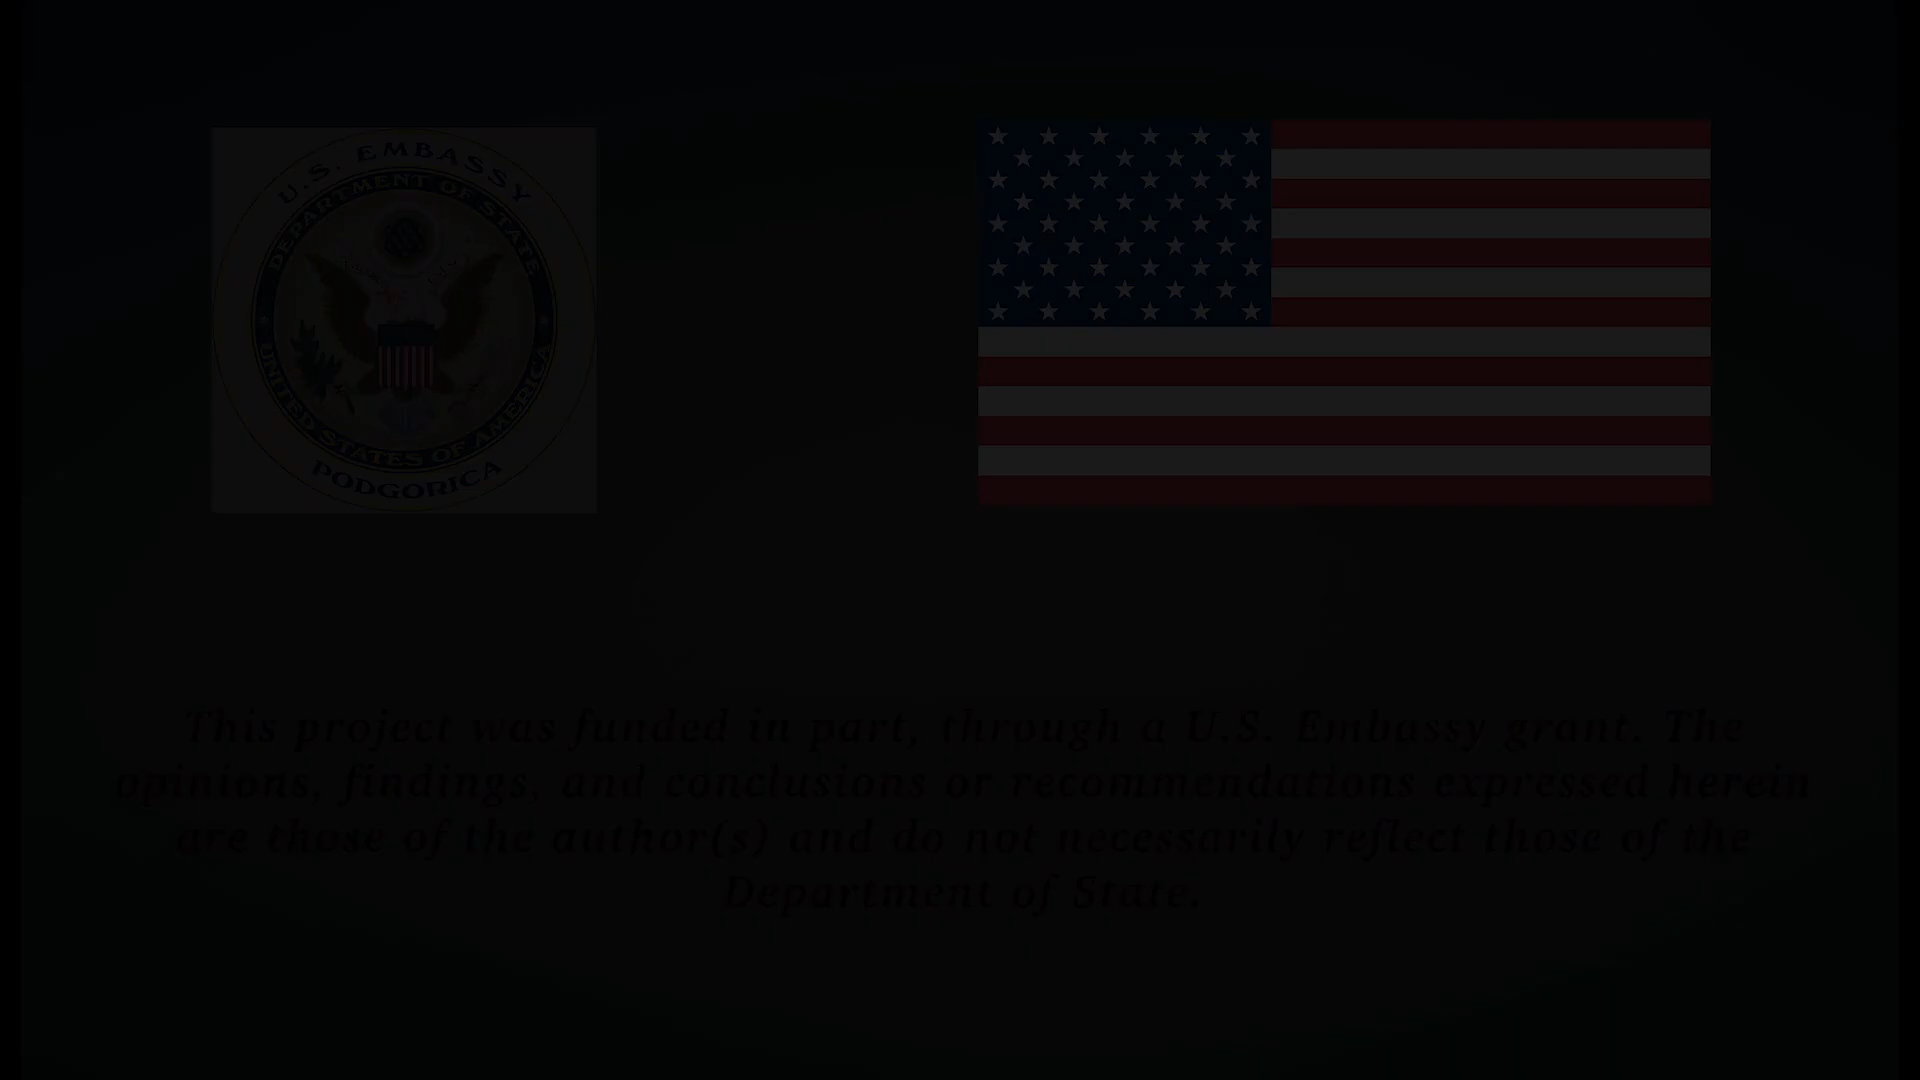 U.S. EMBASSY
DEPARTMENT OF STATE
UNITED STATES OF AMERICA
PODGORICA
This project was funded in part, through a U.S. Embassy grant. The
opinions, findings, and conclusions or recommendations expressed herein
are those of the author(s) and do not necessarily reflect those of the
Department of State.